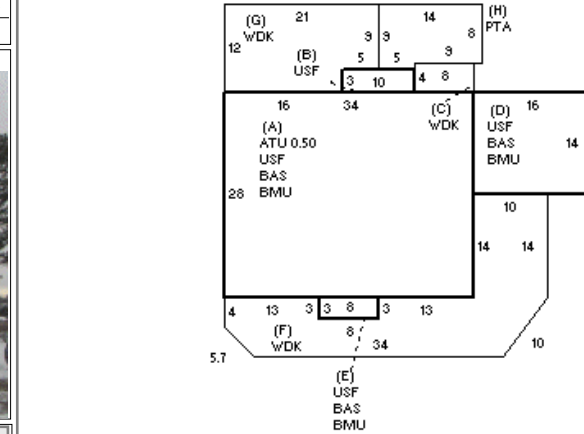 (G)
WDK
21
14
(H)
PTA
12
9 9
8
(B)
USF
5 5
9
3 10
4 8
16 34
(C)
WDK
(D)
USF
BAS
BMU
16
14
(A)
ATU 0.50
USF
BAS
BMU
28
10
14 14
4 13 3 3 8 3 13
(F)
WDK
8
34
10
5.7
(E)
USF
BAS
BMU